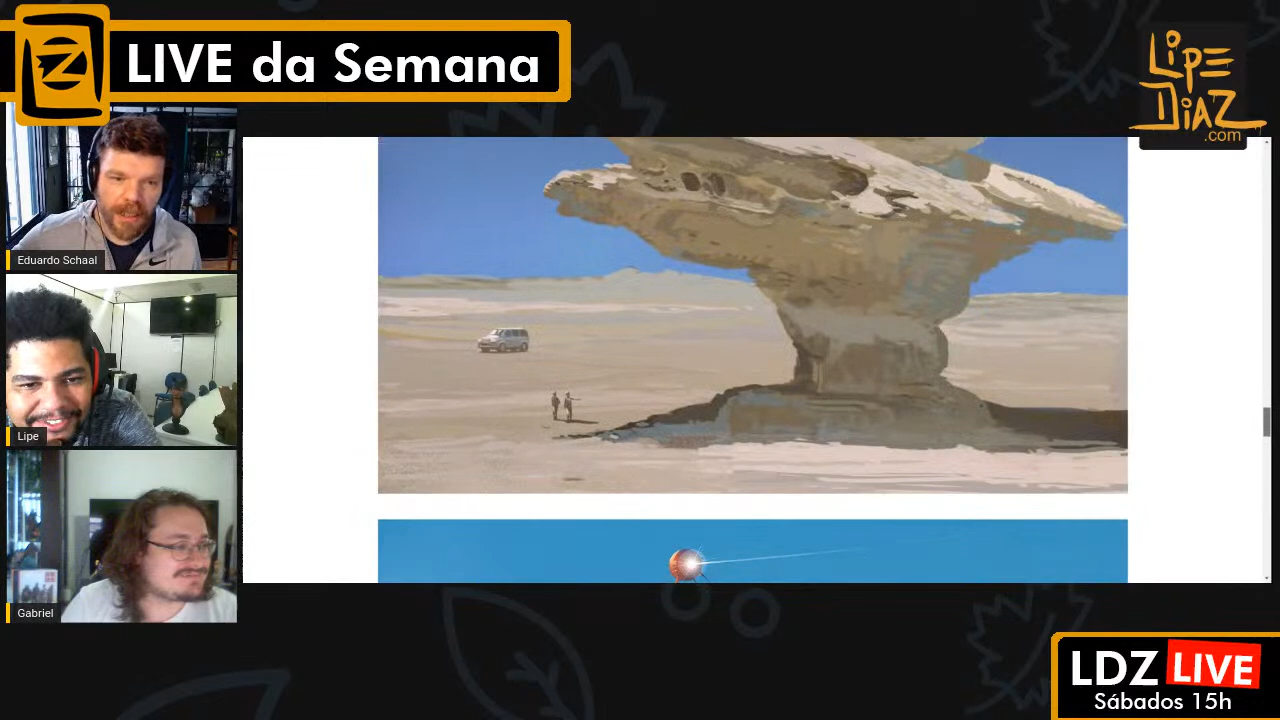 LIVE da Semana
LiPE
DiAZ
.com
Eduardo Schaal
Lipe
Gabriel
LDZ LIVE
Sábados 15h